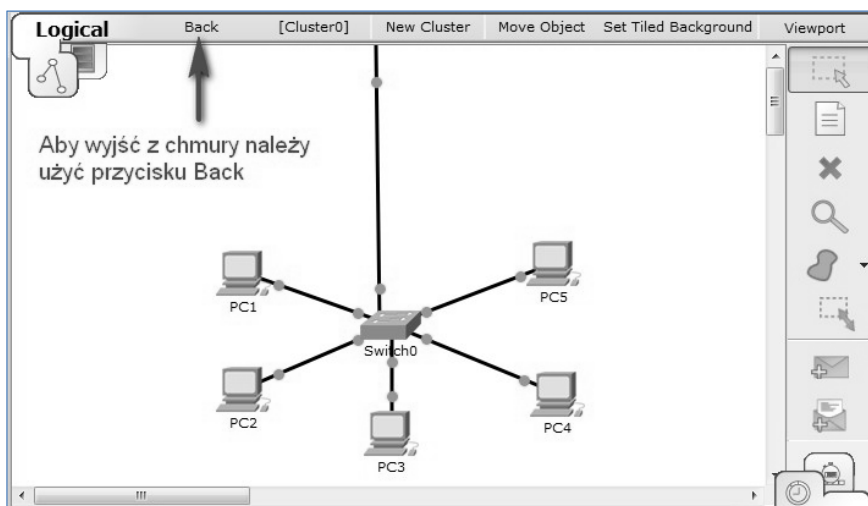 Logical Back [Cluster0] New Cluster Move Object Set Tiled Background Viewport
Aby wyjść z chmury należy
użyć przycisku Back
PC1
PC5
Switch0
PC2
PC4
PC3